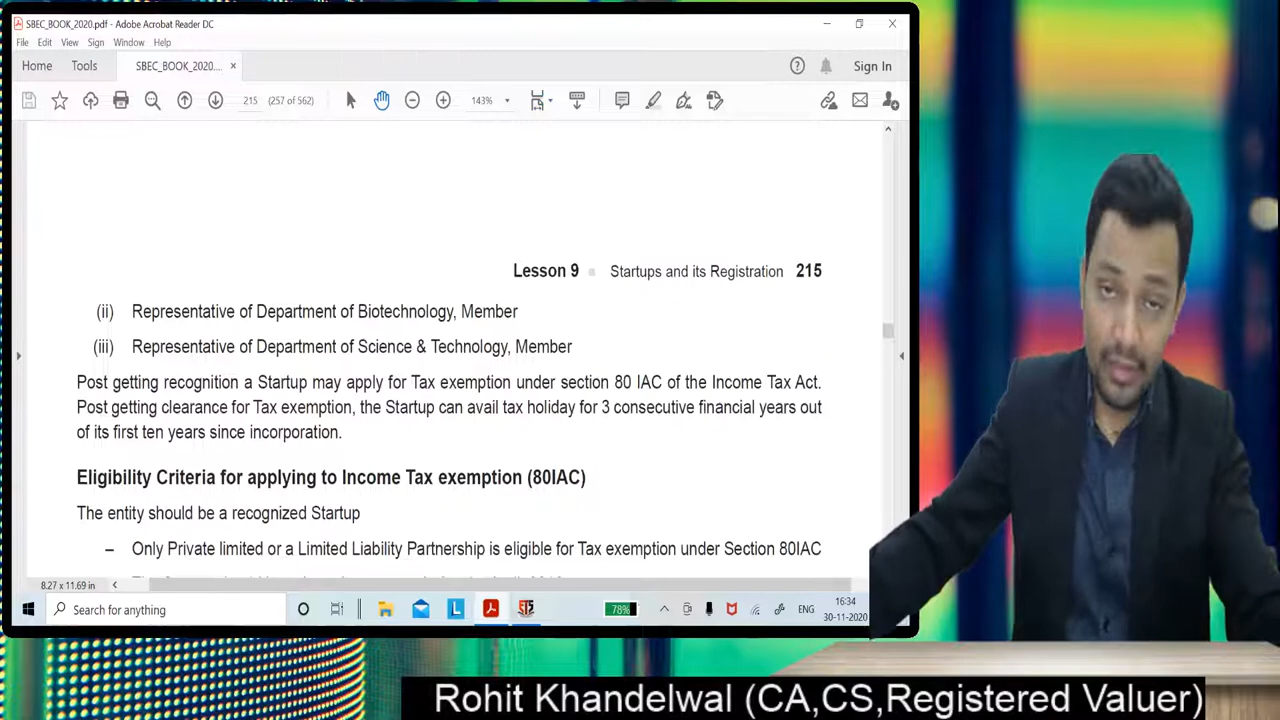 SBEC_BOOK_2020.pdf - Adobe Acrobat Reader DC
File Edit View Sign Window Help
Home Tools SBEC_BOOK_2020.... × Sign In
215 (257 of 562) 143%
Lesson 9 Startups and its Registration 215
(ii) Representative of Department of Biotechnology, Member
(iii) Representative of Department of Science & Technology, Member
Post getting recognition a Startup may apply for Tax exemption under section 80 IAC of the Income Tax Act.
Post getting clearance for Tax exemption, the Startup can avail tax holiday for 3 consecutive financial years out
of its first ten years since incorporation.
Eligibility Criteria for applying to Income Tax exemption (80IAC)
The entity should be a recognized Startup
– Only Private limited or a Limited Liability Partnership is eligible for Tax exemption under Section 80IAC
8.27 x 11.69 in
Search for anything 78% ENG 16:34
30-11-2020
Rohit Khandelwal (CA,CS,Registered Valuer)